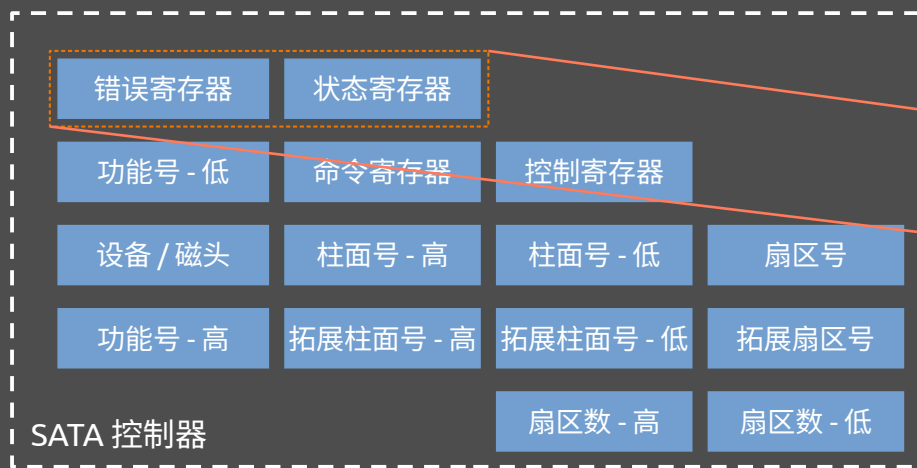 错误寄存器 状态寄存器
功能号 - 低 命令寄存器 控制寄存器
设备 / 磁头 柱面号 - 高 柱面号 - 低 扇区号
功能号 - 高 拓展柱面号 - 高 拓展柱面号 - 低 拓展扇区号
扇区数 - 高 扇区数 - 低
SATA 控制器